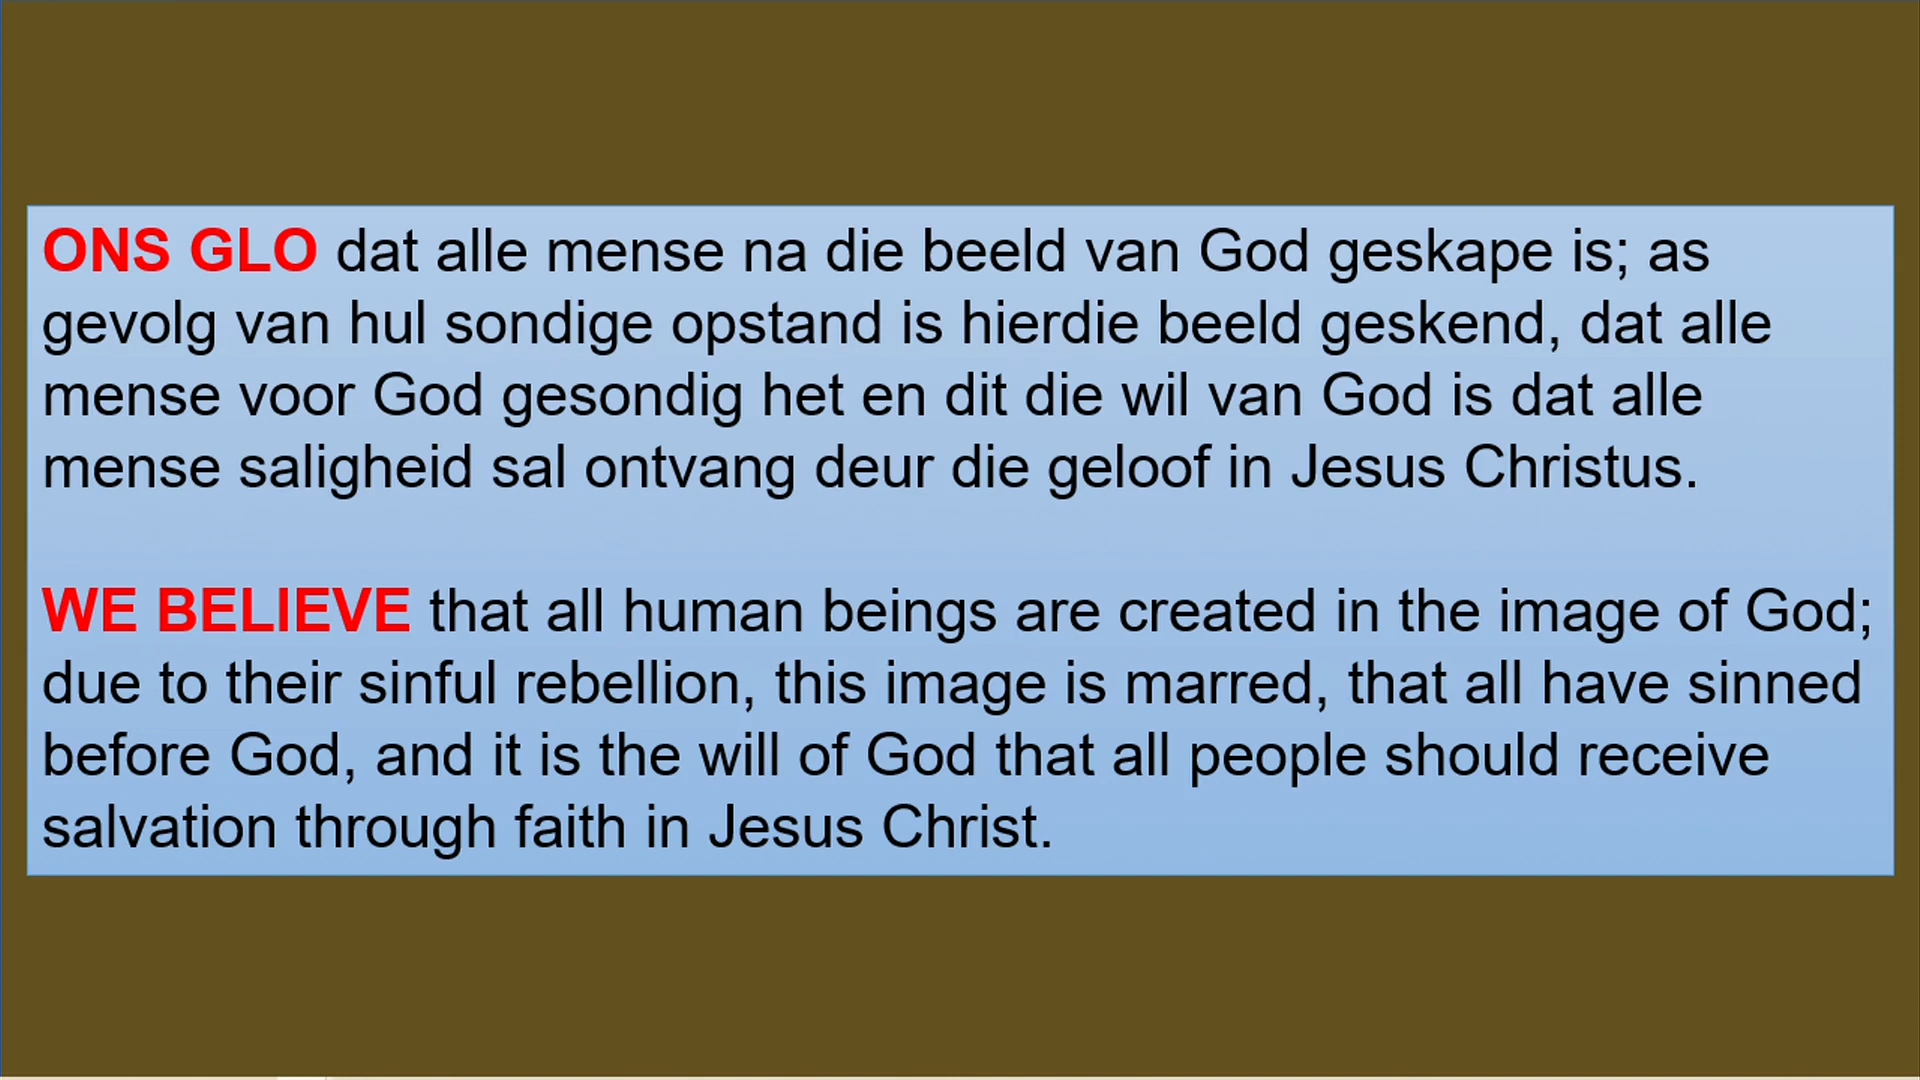 ONS GLO dat alle mense na die beeld van God geskape is; as
gevolg van hul sondige opstand is hierdie beeld geskend, dat alle
mense voor God gesondig het en dit die wil van God is dat alle
mense saligheid sal ontvang deur die geloof in Jesus Christus.
WE BELIEVE that all human beings are created in the image of God;
due to their sinful rebellion, this image is marred, that all have sinned
before God, and it is the will of God that all people should receive
salvation through faith in Jesus Christ.